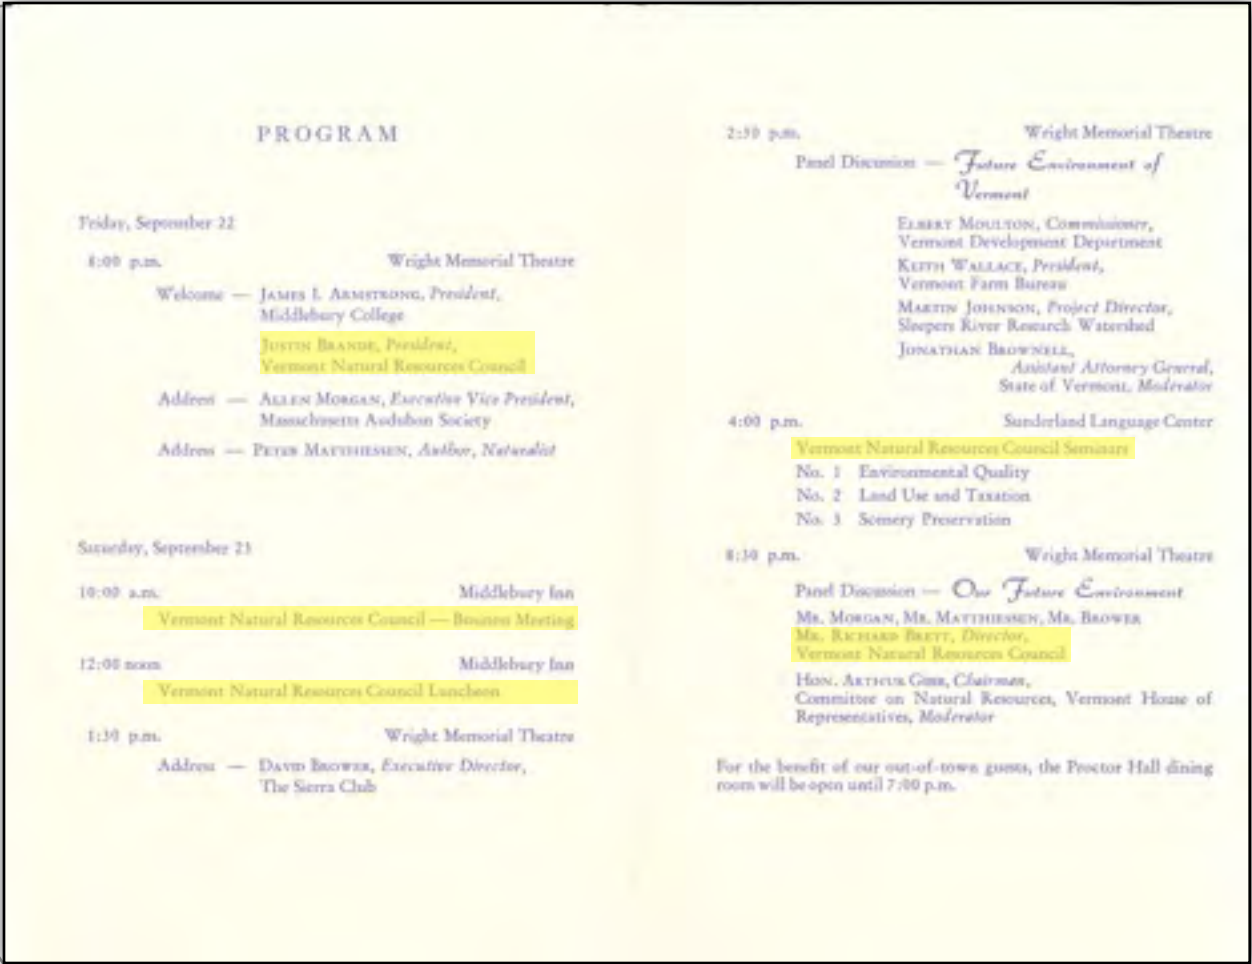 PROGRAM
Friday, September 22
8:00 p.m. Wright Memorial Theatre
Welcome — JAMES I. ARMSTRONG, President,
Middlebury College
JUSTIN BRANDE, President,
Vermont Natural Resources Council
Address — ALLEN MORGAN, Executive Vice President,
Massachusetts Audubon Society
Address — PETER MATTHIESSEN, Author, Naturalist
Saturday, September 23
10:00 a.m. Middlebury Inn
Vermont Natural Resources Council — Business Meeting
12:00 noon Middlebury Inn
Vermont Natural Resources Council Luncheon
1:30 p.m. Wright Memorial Theatre
Address — DAVID BROWER, Executive Director,
The Sierra Club
2:30 p.m. Wright Memorial Theatre
Panel Discussion — Future Environment of
Vermont
ELBERT MOULTON, Commissioner,
Vermont Development Department
KEITH WALLACE, President,
Vermont Farm Bureau
MARTIN JOHNSON, Project Director,
Sleepers River Research Watershed
JONATHAN BROWNELL,
Assistant Attorney General,
State of Vermont, Moderator
4:00 p.m. Sunderland Language Center
Vermont Natural Resources Council Seminars
No. 1 Environmental Quality
No. 2 Land Use and Taxation
No. 3 Scenery Preservation
8:30 p.m. Wright Memorial Theatre
Panel Discussion — Our Future Environment
MR. MORGAN, MR. MATTHIESSEN, MR. BROWER
MR. RICHARD BRETT, Director,
Vermont Natural Resources Council
HON. ARTHUR GIBB, Chairman,
Committee on Natural Resources, Vermont House of
Representatives, Moderator
For the benefit of our out-of-town guests, the Proctor Hall dining
room will be open until 7:00 p.m.